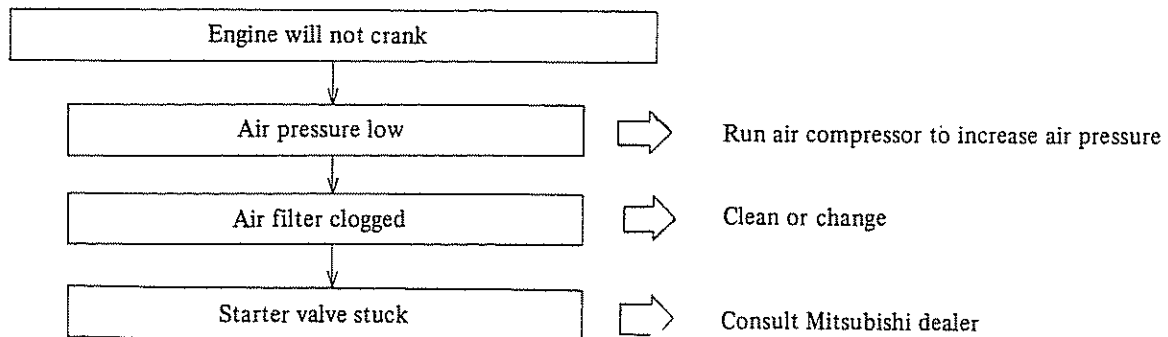 Engine will not crank
Air pressure low
Run air compressor to increase air pressure
Air filter clogged
Clean or change
Starter valve stuck
Consult Mitsubishi dealer